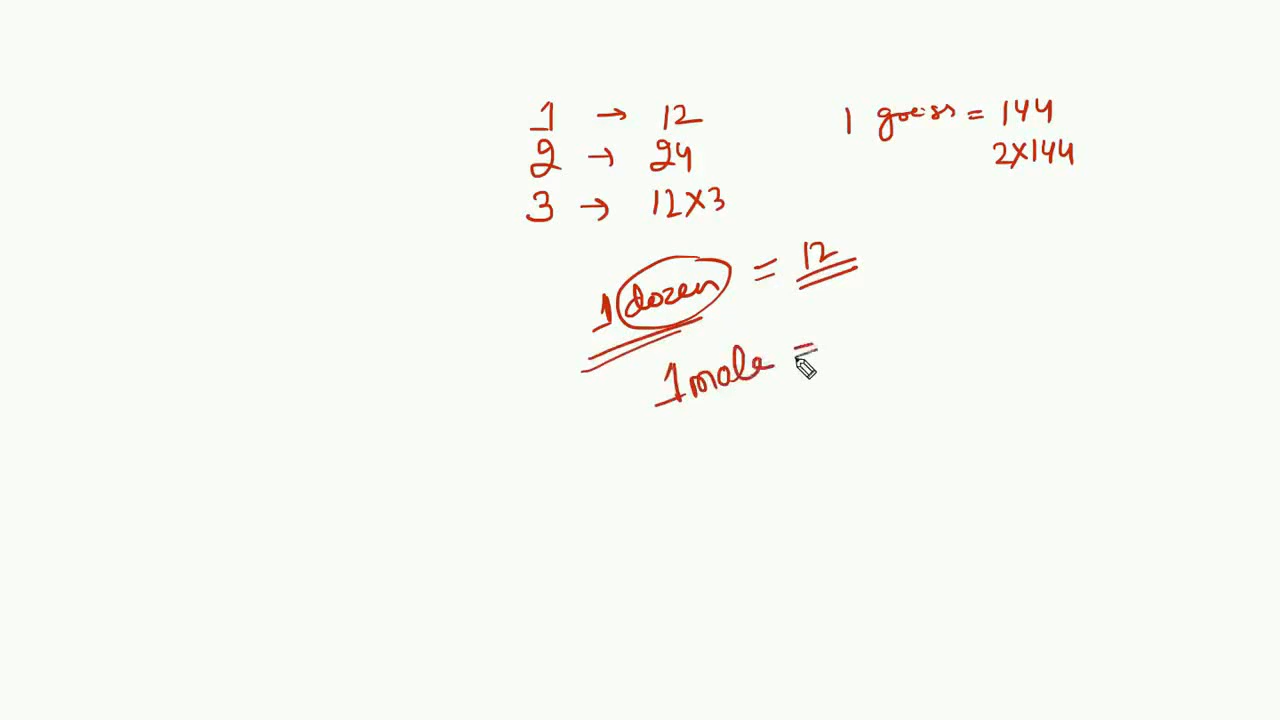 1 → 12
2 → 24
3 → 12×3
1 gross = 144
2×144
1 dozen = 12
1 mole =